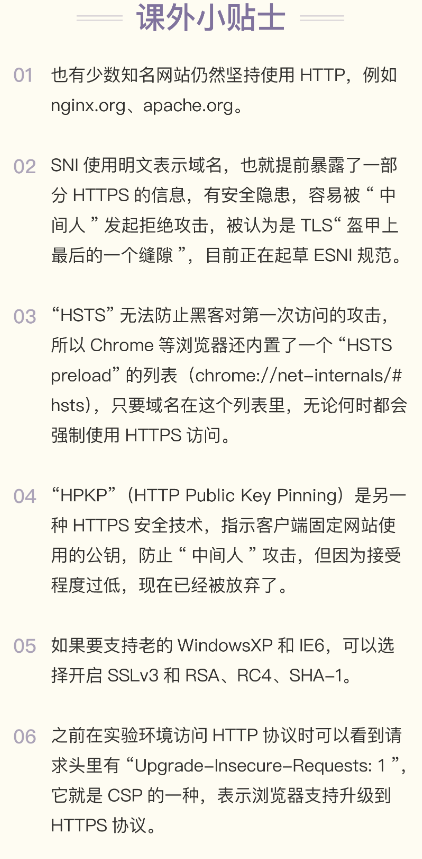 课外小贴士
01 也有少数知名网站仍然坚持使用 HTTP，例如
nginx.org、apache.org。
02 SNI 使用明文表示域名，也就提前暴露了一部
分 HTTPS 的信息，有安全隐患，容易被 “ 中
间人 ” 发起拒绝攻击，被认为是 TLS“ 盔甲上
最后的一个缝隙 ”，目前正在起草 ESNI 规范。
03 “HSTS” 无法防止黑客对第一次访问的攻击，
所以 Chrome 等浏览器还内置了一个 “HSTS
preload” 的列表（chrome://net-internals/#
hsts），只要域名在这个列表里，无论何时都会
强制使用 HTTPS 访问。
04 “HPKP”（HTTP Public Key Pinning）是另一
种 HTTPS 安全技术，指示客户端固定网站使
用的公钥，防止 “ 中间人 ” 攻击，但因为接受
程度过低，现在已经被放弃了。
05 如果要支持老的 WindowsXP 和 IE6，可以选
择开启 SSLv3 和 RSA、RC4、SHA-1。
06 之前在实验环境访问 HTTP 协议时可以看到请
求头里有 “Upgrade-Insecure-Requests: 1 ”，
它就是 CSP 的一种，表示浏览器支持升级到
HTTPS 协议。